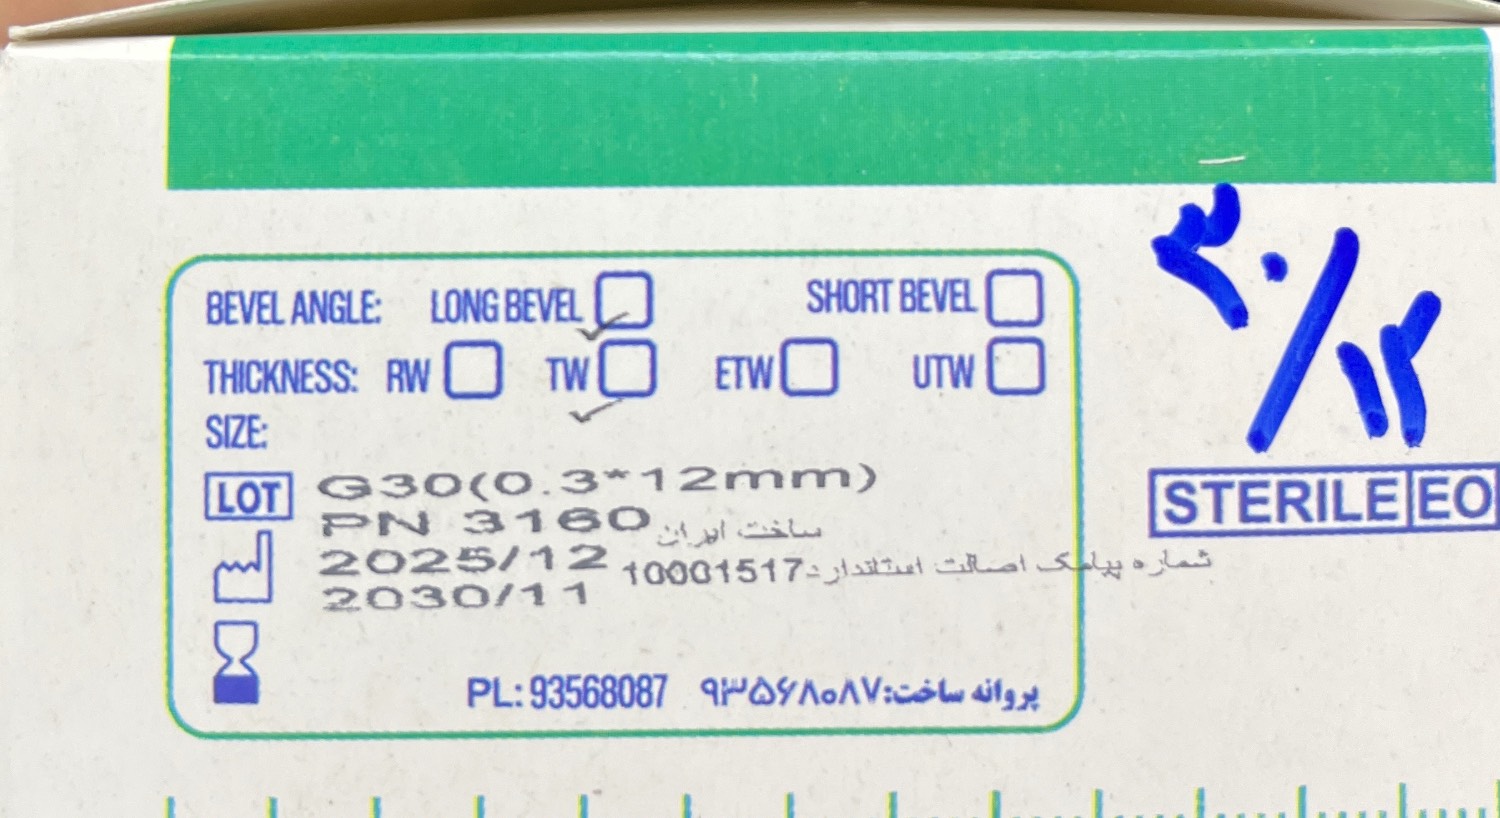 BEVEL ANGLE: LONG BEVEL SHORT BEVEL
THICKNESS: RW TW ETW UTW
SIZE:
G30(0.3*12mm)
LOT PN 3160 ساخت ایران
2025/12
شماره پیامک اصالت استاندارد:10001517
2030/11
PL: 93568087 پروانه ساخت:۹۳۵۶۸۰۸۷
۳۰/۱۲
STERILE EO